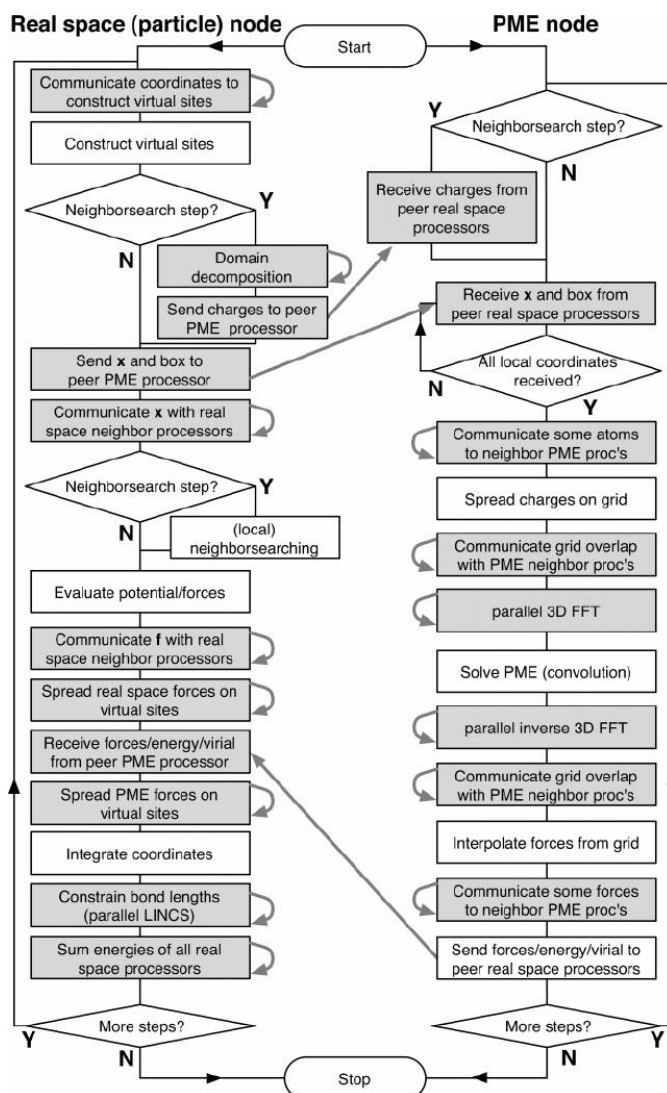 Real space (particle) node
Start
PME node
Communicate coordinates to
construct virtual sites
Construct virtual sites
Neighborsearch step?
Y
N
Domain
decomposition
Send charges to peer
PME processor
Send x and box to
peer PME processor
Communicate x with real
space neighbor processors
Neighborsearch step?
Y
N
(local)
neighborsearching
Evaluate potential/forces
Communicate f with real
space neighbor processors
Spread real space forces on
virtual sites
Receive forces/energy/virial
from peer PME processor
Spread PME forces on
virtual sites
Integrate coordinates
Constrain bond lengths
(parallel LINCS)
Sum energies of all real
space processors
More steps?
Y
N
Y
Neighborsearch step?
N
Receive charges from
peer real space
processors
Receive x and box from
peer real space processors
All local coordinates
received?
N
Y
Communicate some atoms
to neighbor PME proc's
Spread charges on grid
Communicate grid overlap
with PME neighbor proc's
parallel 3D FFT
Solve PME (convolution)
parallel inverse 3D FFT
Communicate grid overlap
with PME neighbor proc's
Interpolate forces from grid
Communicate some forces
to neighbor PME proc's
Send forces/energy/virial to
peer real space processors
More steps?
Y
N
Stop